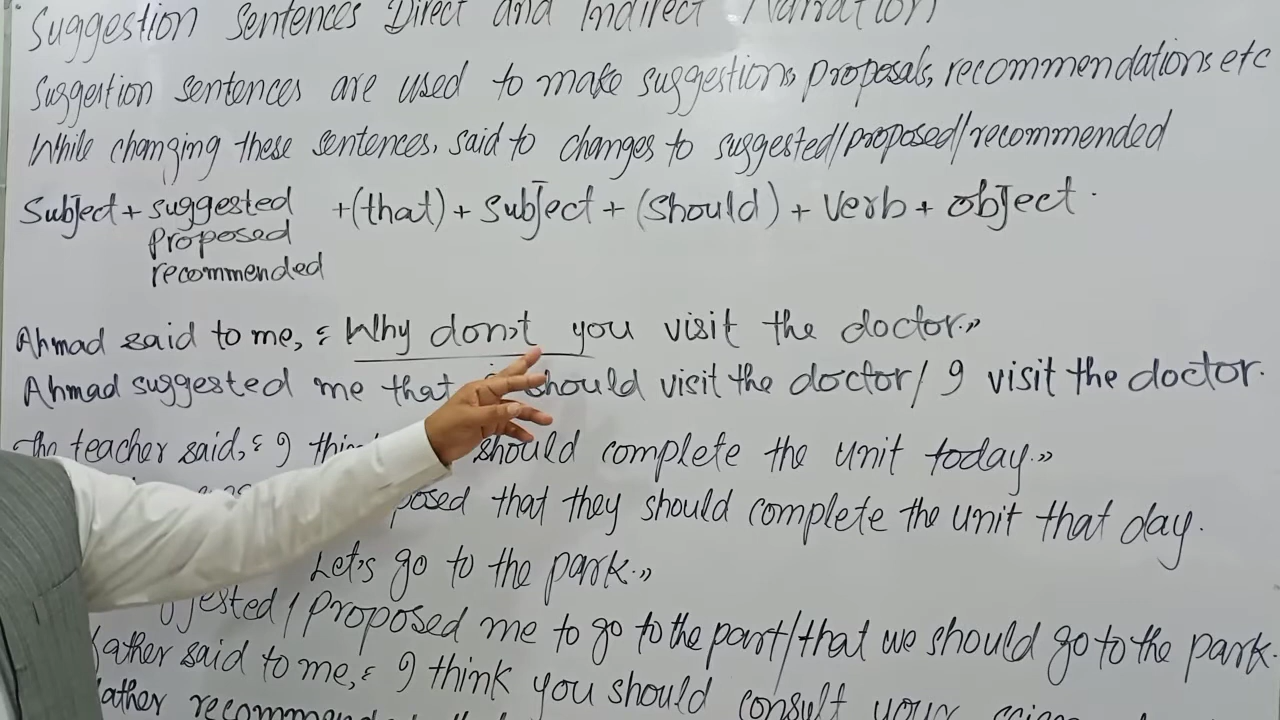 Suggestion Sentences Direct and Indirect Narration
Suggestion sentences are used to make suggestions, proposals, recommendations etc
While changing these sentences, said to changes to suggested/proposed/recommended
Subject + suggested +(that) + subject + (should) + verb + object.
proposed
recommended
Ahmad said to me, “Why don't you visit the doctor.”
Ahmad suggested me that should visit the doctor/ I visit the doctor.
The teacher said, “I should complete the unit today.”
that they should complete the unit that day.
Let's go to the park.”
/ Proposed me to go to the part/that we should go to the park.
father said to me, “I think you should consult your
father